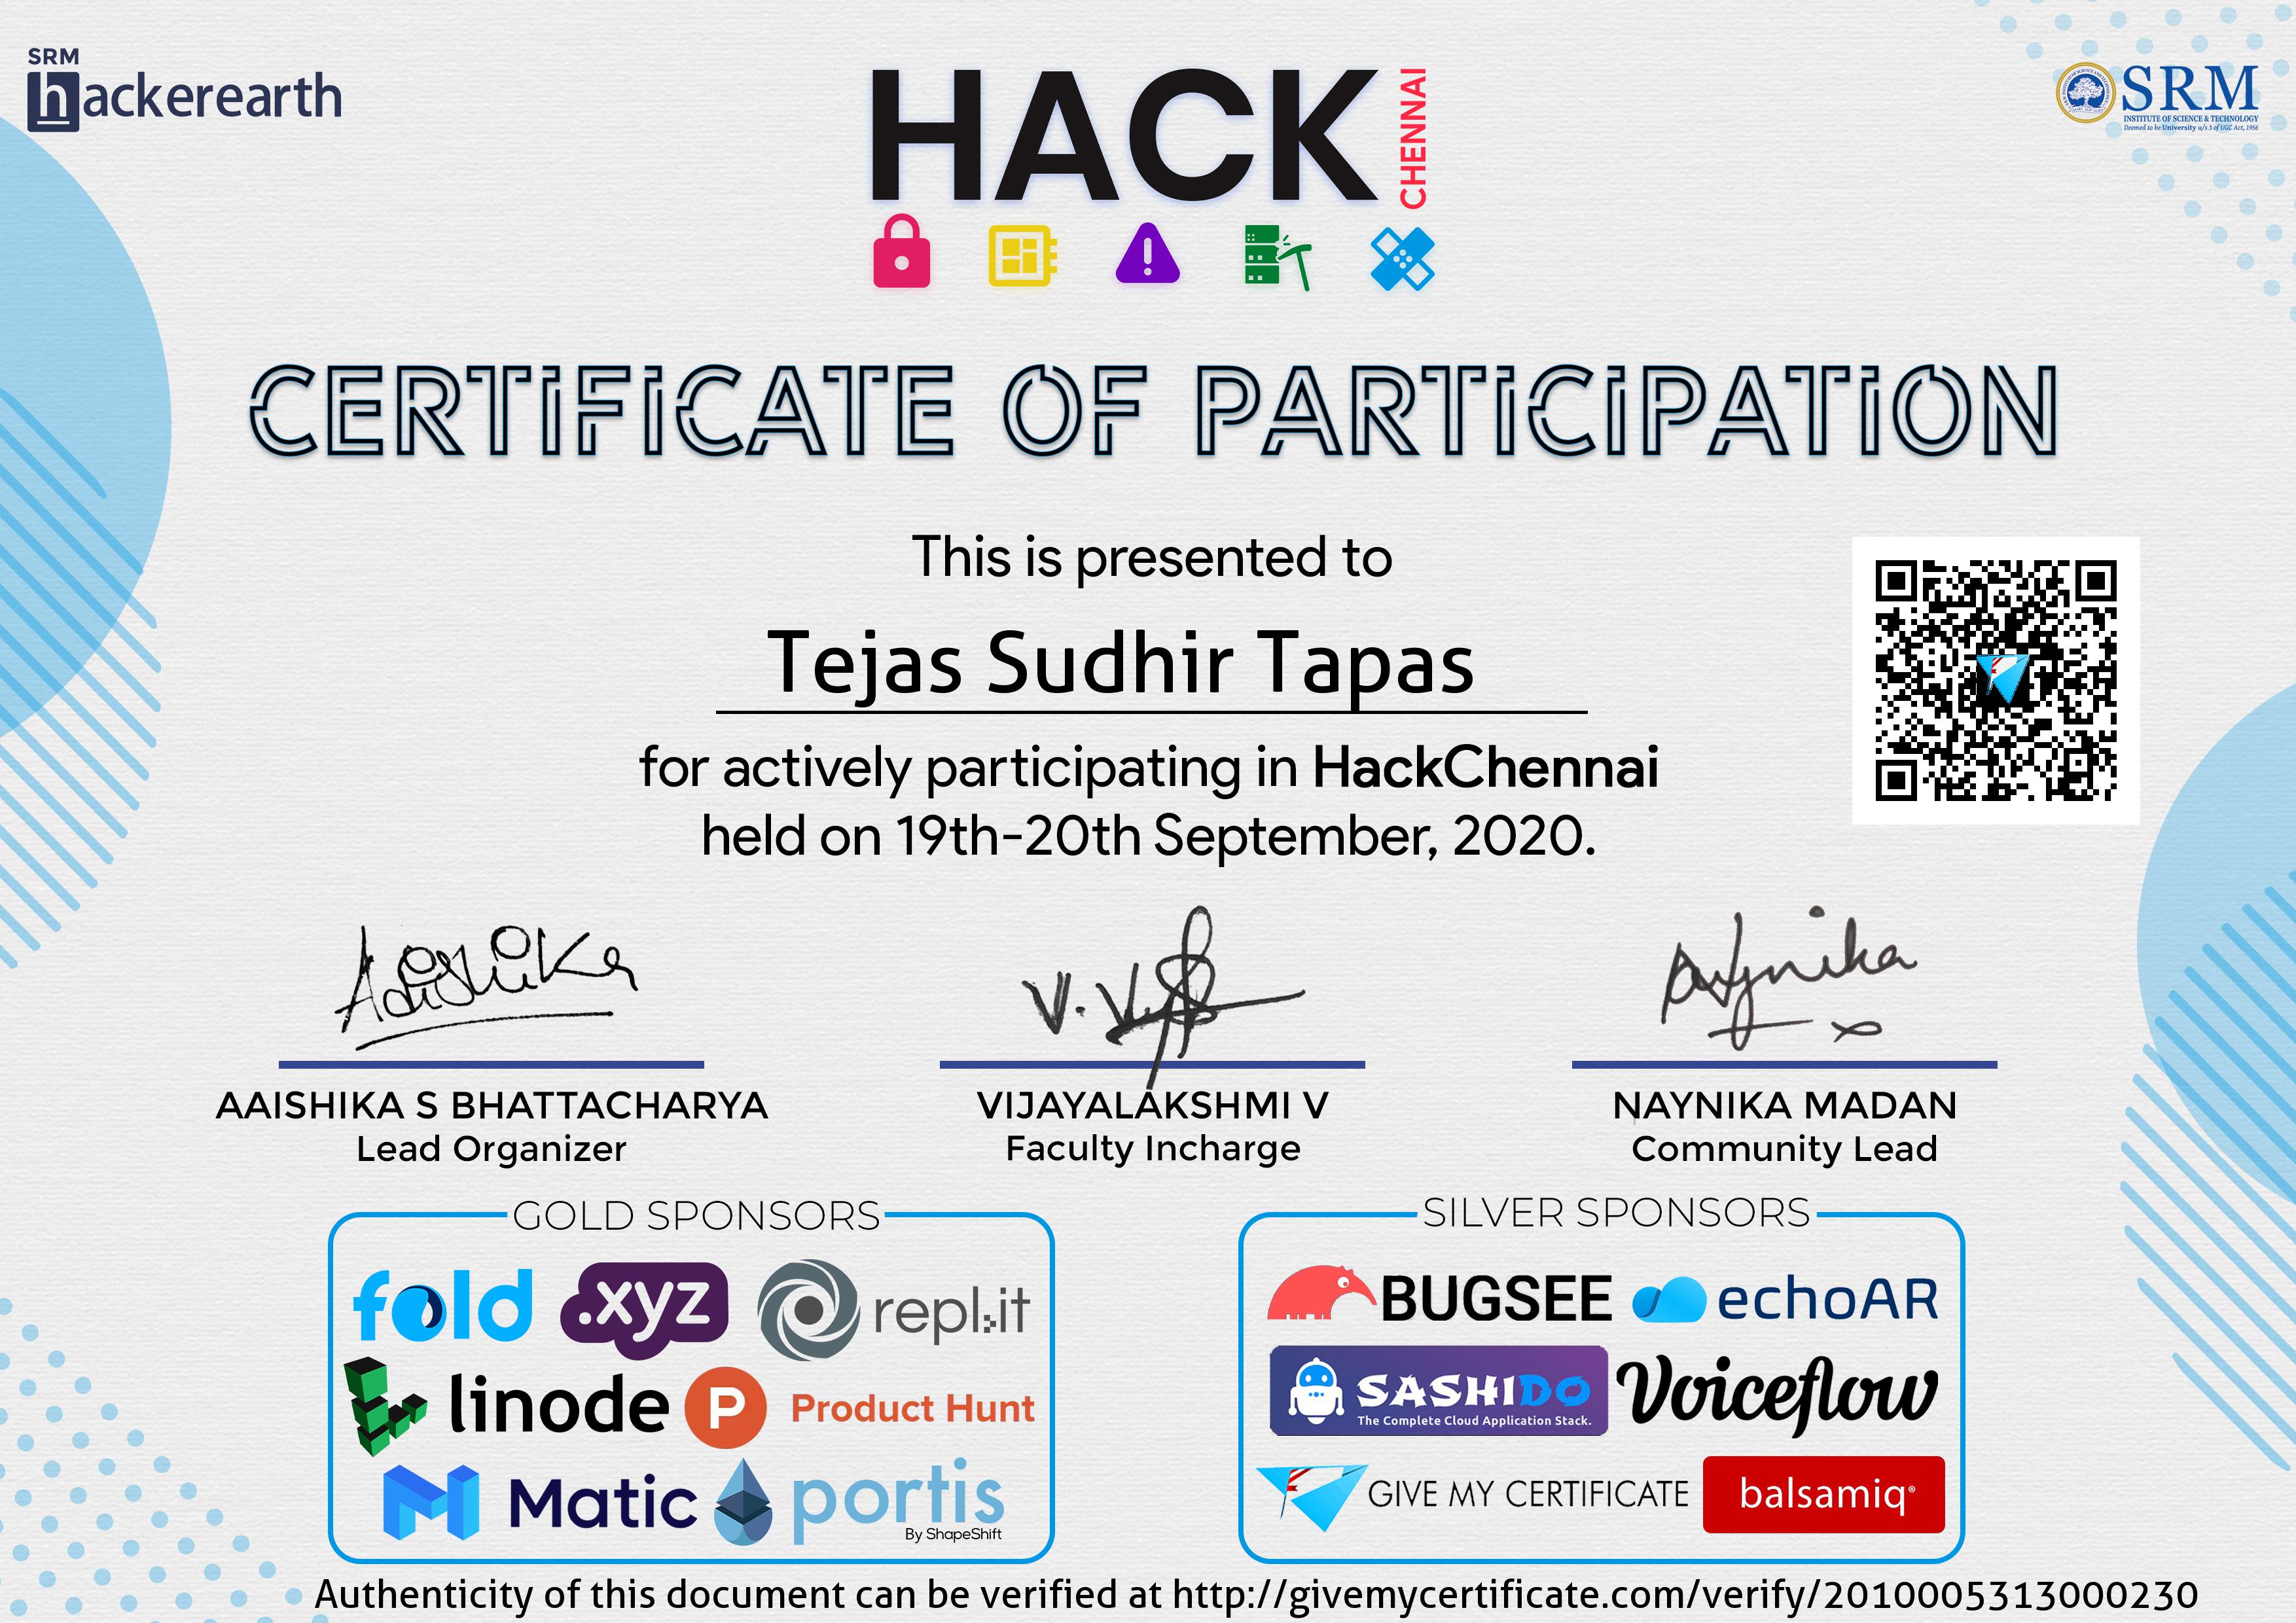 SRM
hackerearth
HACK CHENNAI
SRM
INSTITUTE OF SCIENCE & TECHNOLOGY
Deemed to be University u/s 3 of UGC Act, 1956
CERTIFICATE OF PARTICIPATION
This is presented to
Tejas Sudhir Tapas
for actively participating in HackChennai
held on 19th-20th September, 2020.
Aaishika
V. V
Naynika
AAISHIKA S BHATTACHARYA
Lead Organizer
VIJAYALAKSHMI V
Faculty Incharge
NAYNIKA MADAN
Community Lead
GOLD SPONSORS
fold .xyz repl.it
linode P Product Hunt
Matic portis
By ShapeShift
SILVER SPONSORS
BUGSEE echoAR
SASHIDO Voiceflow
The Complete Cloud Application Stack.
GIVE MY CERTIFICATE balsamiq®
Authenticity of this document can be verified at http://givemycertificate.com/verify/2010005313000230